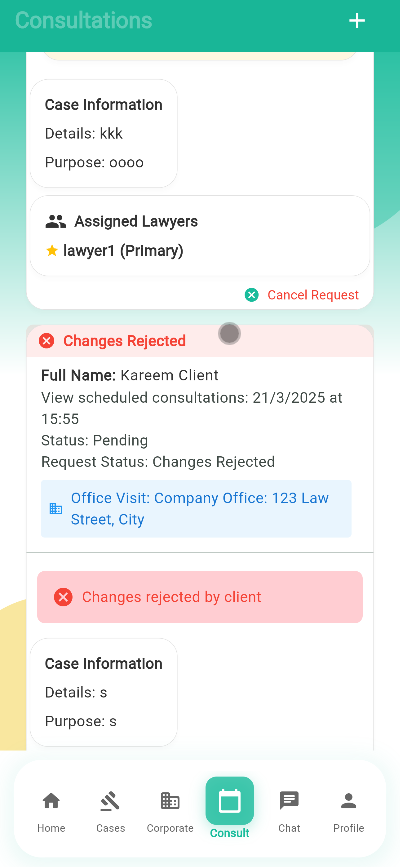 Consultations
Case Information
Details: kkk
Purpose: oooo
Assigned Lawyers
lawyer1 (Primary)
Cancel Request
Changes Rejected
Full Name: Kareem Client
View scheduled consultations: 21/3/2025 at
15:55
Status: Pending
Request Status: Changes Rejected
Office Visit: Company Office: 123 Law
Street, City
Changes rejected by client
Case Information
Details: s
Purpose: s
Home
Cases
Corporate
Consult
Chat
Profile